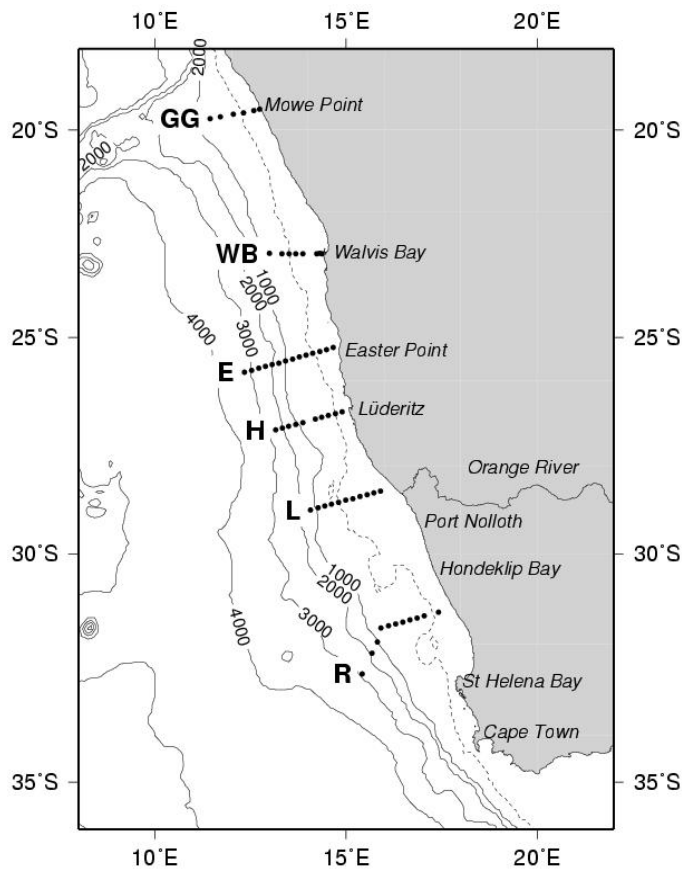 10°E 15°E 20°E
2000
Mowe Point
GG
20°S 20°S
2000
WB Walvis Bay
1000
2000
4000 3000
25°S 25°S
Easter Point
E
Lüderitz
H
Orange River
L
Port Nolloth
30°S 30°S
Hondeklip Bay
1000
2000
3000
4000
R
St Helena Bay
Cape Town
35°S 35°S
10°E 15°E 20°E